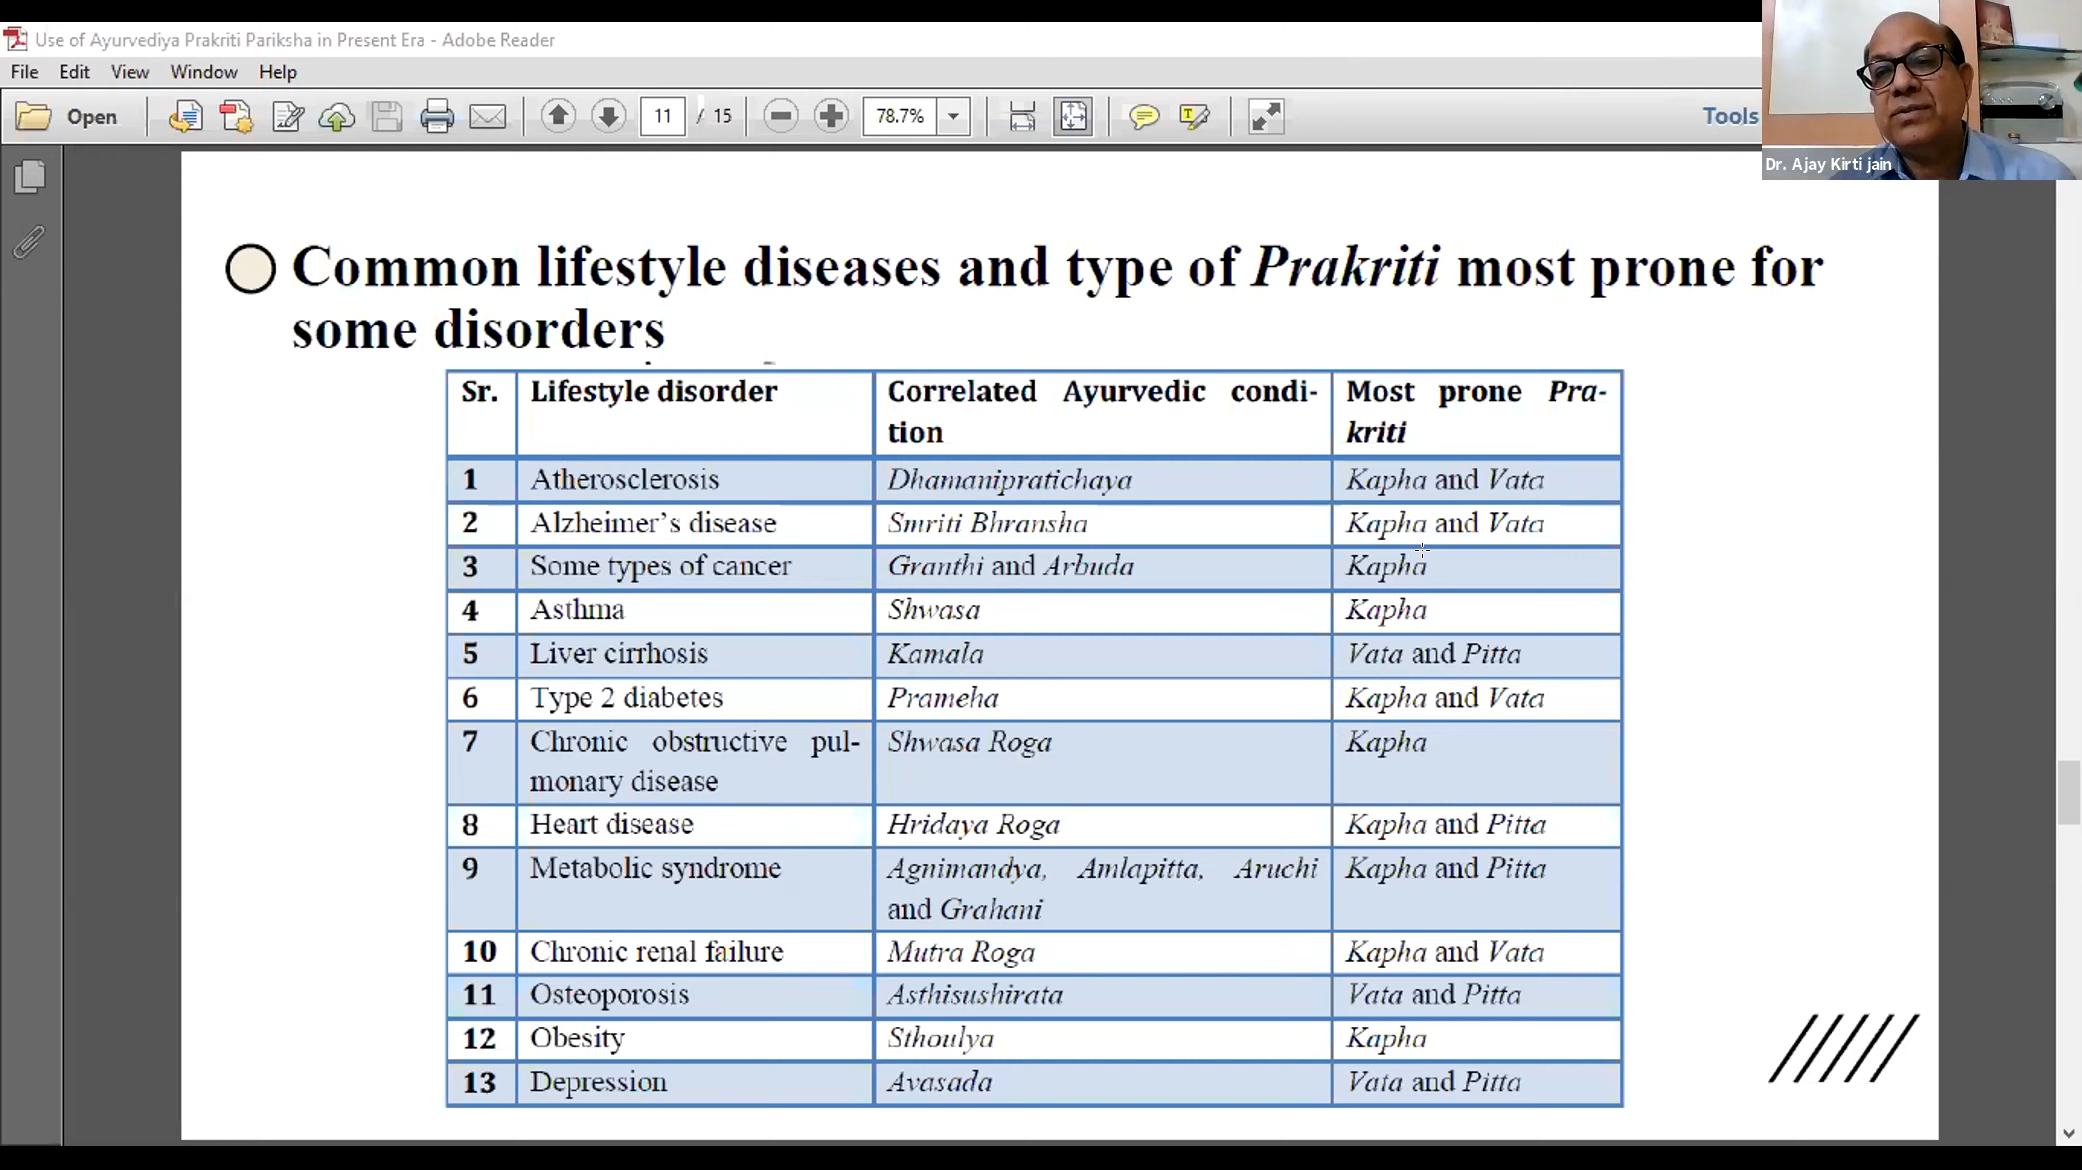 Use of Ayurvediya Prakriti Pariksha in Present Era - Adobe Reader
File Edit View Window Help
Open 11 / 15 78.7% Tools
Dr. Ajay Kirti jain
Common lifestyle diseases and type of Prakriti most prone for
some disorders
Sr. Lifestyle disorder Correlated Ayurvedic condi- Most prone Pra-
tion kriti
1 Atherosclerosis Dhamanipratichaya Kapha and Vata
2 Alzheimer’s disease Smriti Bhransha Kapha and Vata
3 Some types of cancer Granthi and Arbuda Kapha
4 Asthma Shwasa Kapha
5 Liver cirrhosis Kamala Vata and Pitta
6 Type 2 diabetes Prameha Kapha and Vata
7 Chronic obstructive pul- Shwasa Roga Kapha
monary disease
8 Heart disease Hridaya Roga Kapha and Pitta
9 Metabolic syndrome Agnimandya, Amlapitta, Aruchi Kapha and Pitta
and Grahani
10 Chronic renal failure Mutra Roga Kapha and Vata
11 Osteoporosis Asthisushirata Vata and Pitta
12 Obesity Sthoulya Kapha
13 Depression Avasada Vata and Pitta